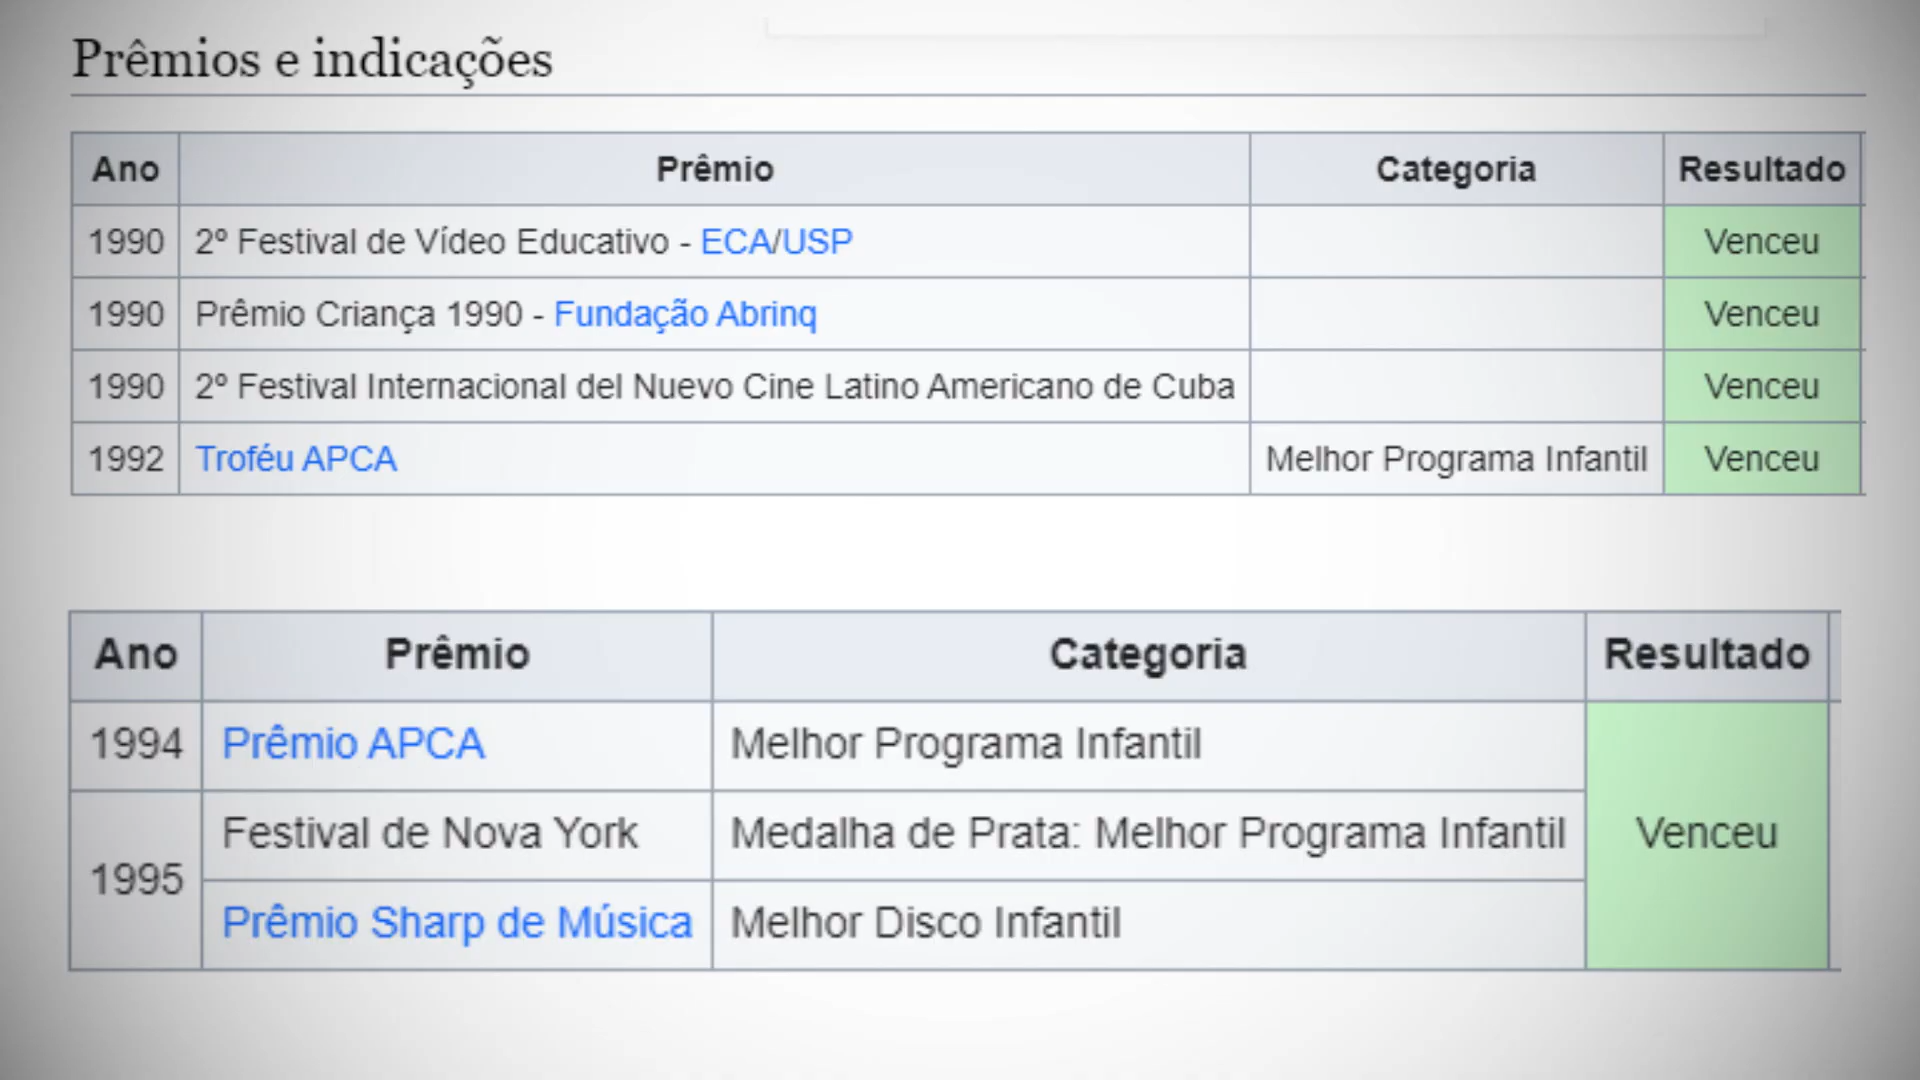 Prêmios e indicações
Ano Prêmio Categoria Resultado
1990 2º Festival de Vídeo Educativo - ECA/USP Venceu
1990 Prêmio Criança 1990 - Fundação Abrinq Venceu
1990 2º Festival Internacional del Nuevo Cine Latino Americano de Cuba Venceu
1992 Troféu APCA Melhor Programa Infantil Venceu
Ano Prêmio Categoria Resultado
1994 Prêmio APCA Melhor Programa Infantil
1995 Festival de Nova York Medalha de Prata: Melhor Programa Infantil Venceu
Prêmio Sharp de Música Melhor Disco Infantil